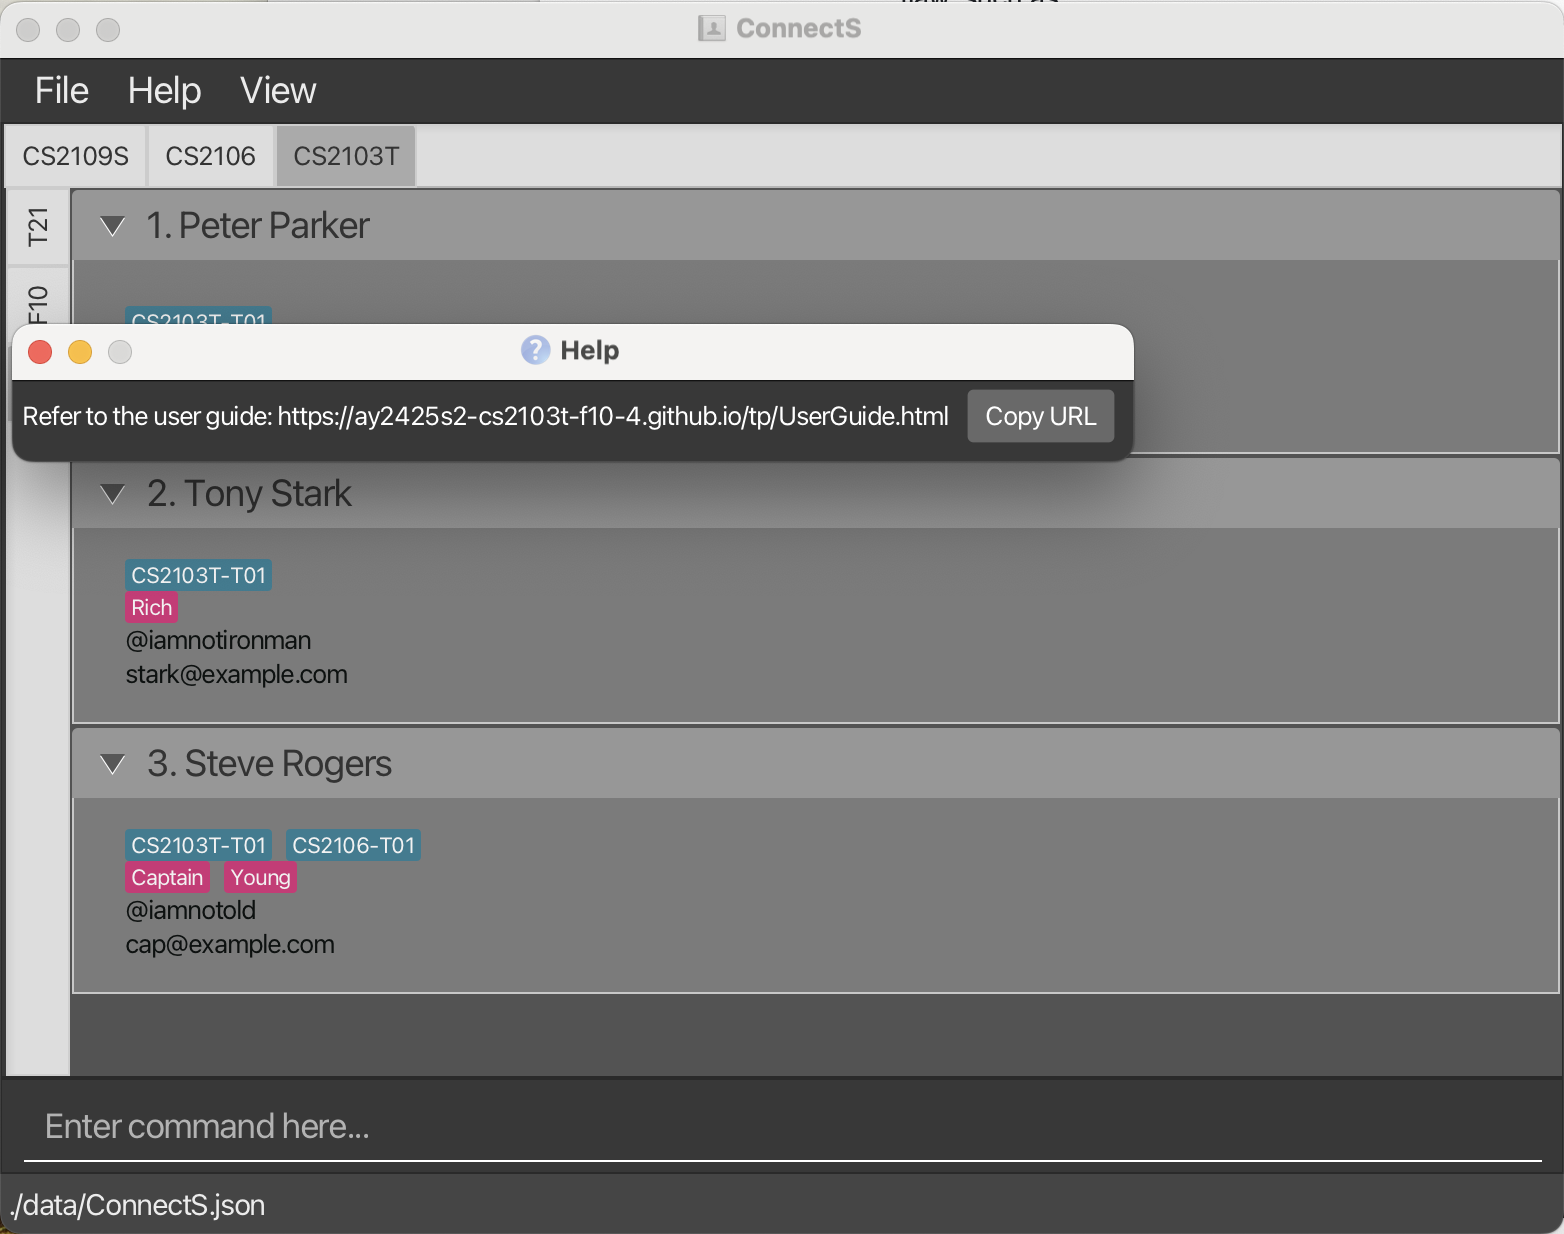 ConnectS
File Help View
CS2109S CS2106 CS2103T
T21
F10
1. Peter Parker
CS2103T-T01
Help
Refer to the user guide: https://ay2425s2-cs2103t-f10-4.github.io/tp/UserGuide.html Copy URL
2. Tony Stark
CS2103T-T01
Rich
@iamnotironman
stark@example.com
3. Steve Rogers
CS2103T-T01 CS2106-T01
Captain Young
@iamnotold
cap@example.com
Enter command here...
./data/ConnectS.json